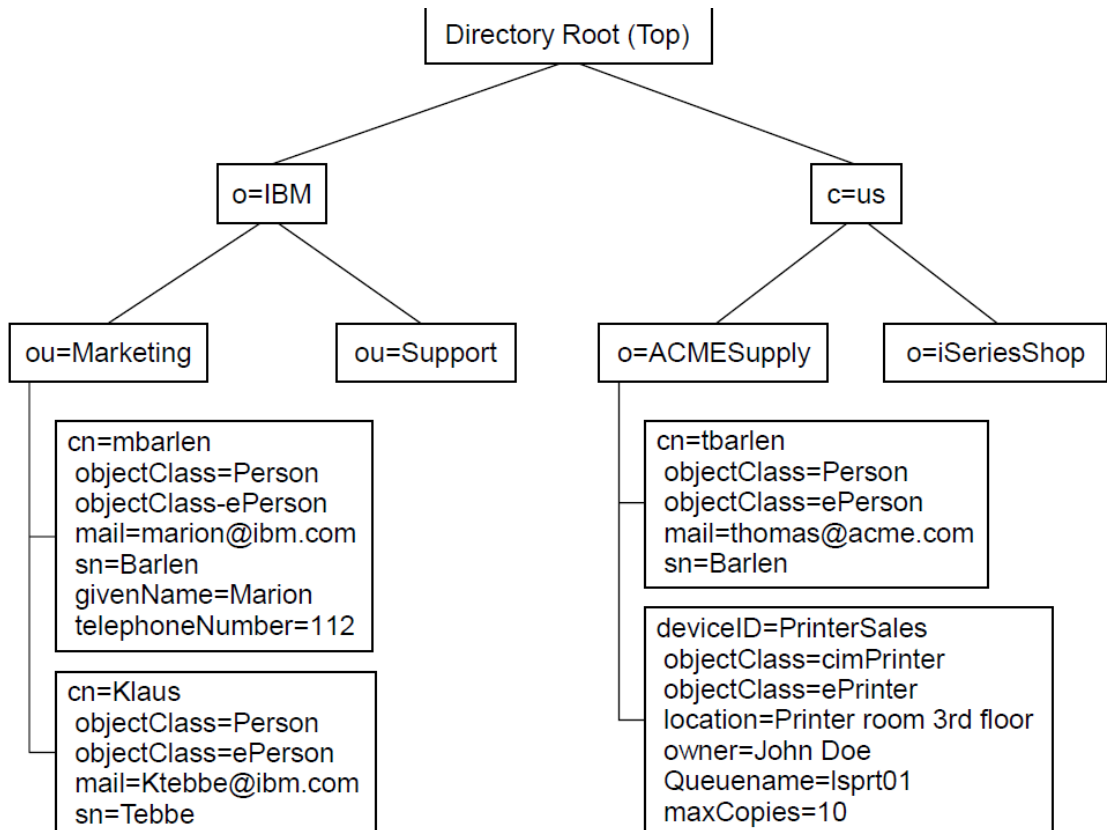 Directory Root (Top)
o=IBM
c=us
ou=Marketing
ou=Support
o=ACMESupply
o=iSeriesShop
cn=mbarlen
objectClass=Person
objectClass-ePerson
mail=marion@ibm.com
sn=Barlen
givenName=Marion
telephoneNumber=112
cn=Klaus
objectClass=Person
objectClass=ePerson
mail=Ktebbe@ibm.com
sn=Tebbe
cn=tbarlen
objectClass=Person
objectClass=ePerson
mail=thomas@acme.com
sn=Barlen
deviceID=PrinterSales
objectClass=cimPrinter
objectClass=ePrinter
location=Printer room 3rd floor
owner=John Doe
Queuename=lsprt01
maxCopies=10